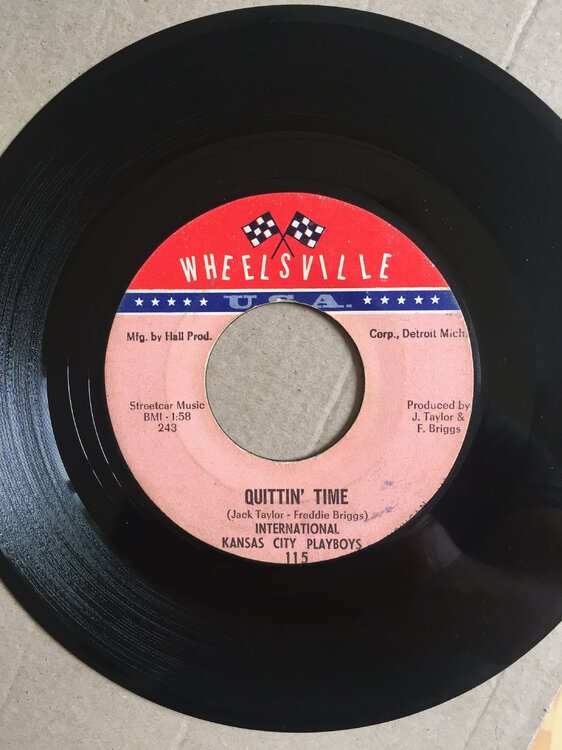 WHEELSVILLE
U.S.A.
Mfg. by Hall Prod. Corp., Detroit Mich.
Streetcar Music
BMI - 1:58
243
Produced by
J. Taylor &
F. Briggs
QUITTIN' TIME
(Jack Taylor - Freddie Briggs)
INTERNATIONAL
KANSAS CITY PLAYBOYS
115